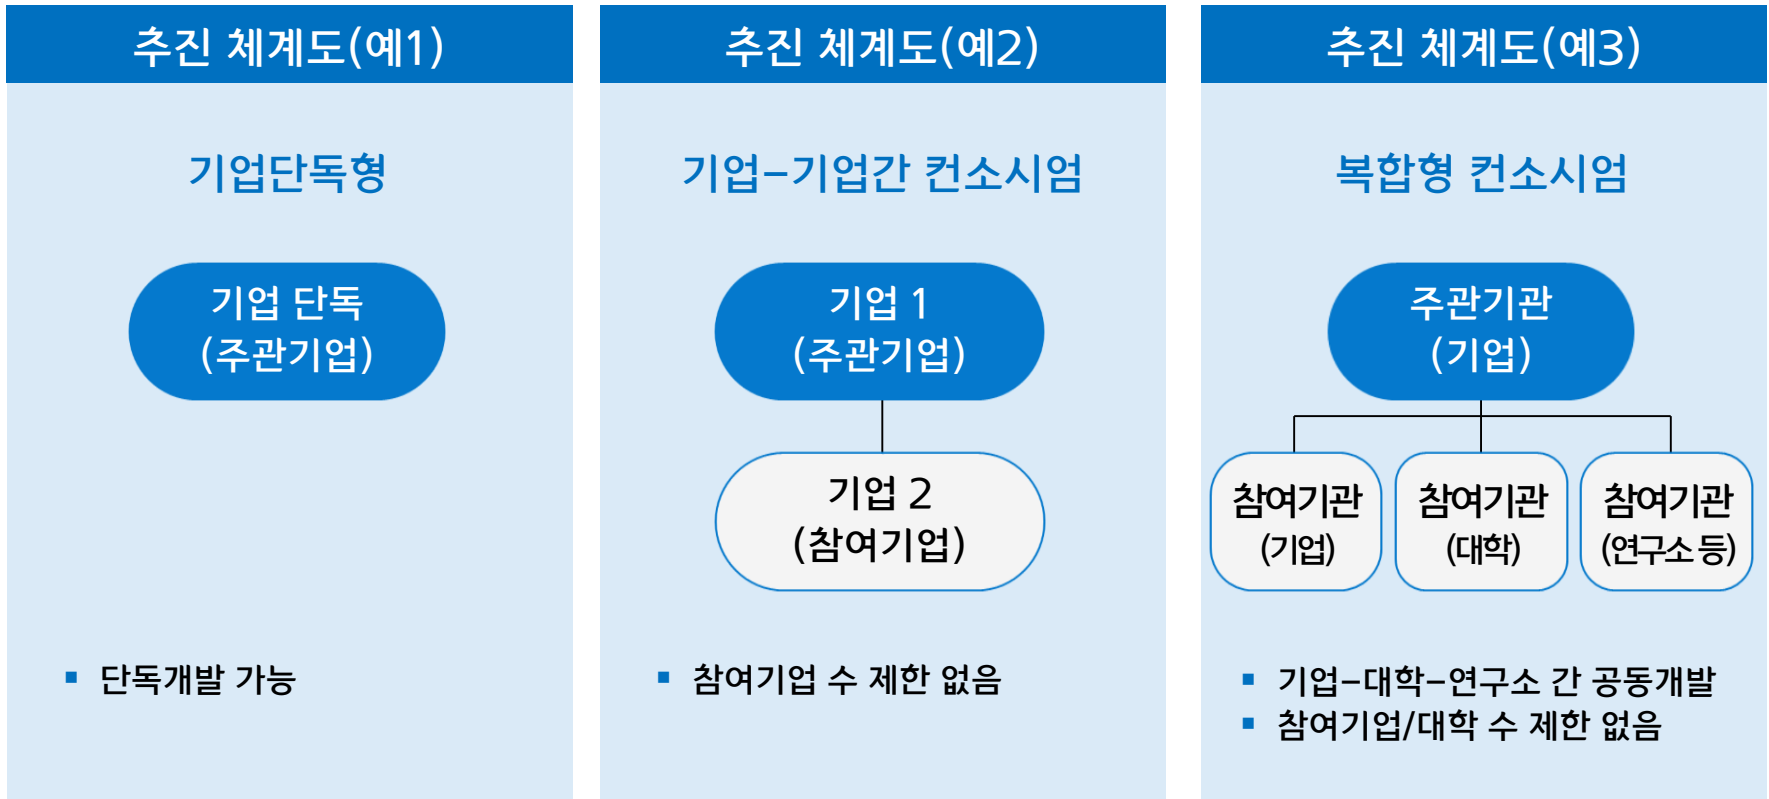 추진 체계도(예1)
기업단독형
기업 단독
(주관기업)
▪ 단독개발 가능
추진 체계도(예2)
기업-기업간 컨소시엄
기업 1
(주관기업)
기업 2
(참여기업)
▪ 참여기업 수 제한 없음
추진 체계도(예3)
복합형 컨소시엄
주관기관
(기업)
참여기관
(기업)
참여기관
(대학)
참여기관
(연구소 등)
▪ 기업-대학-연구소 간 공동개발
▪ 참여기업/대학 수 제한 없음